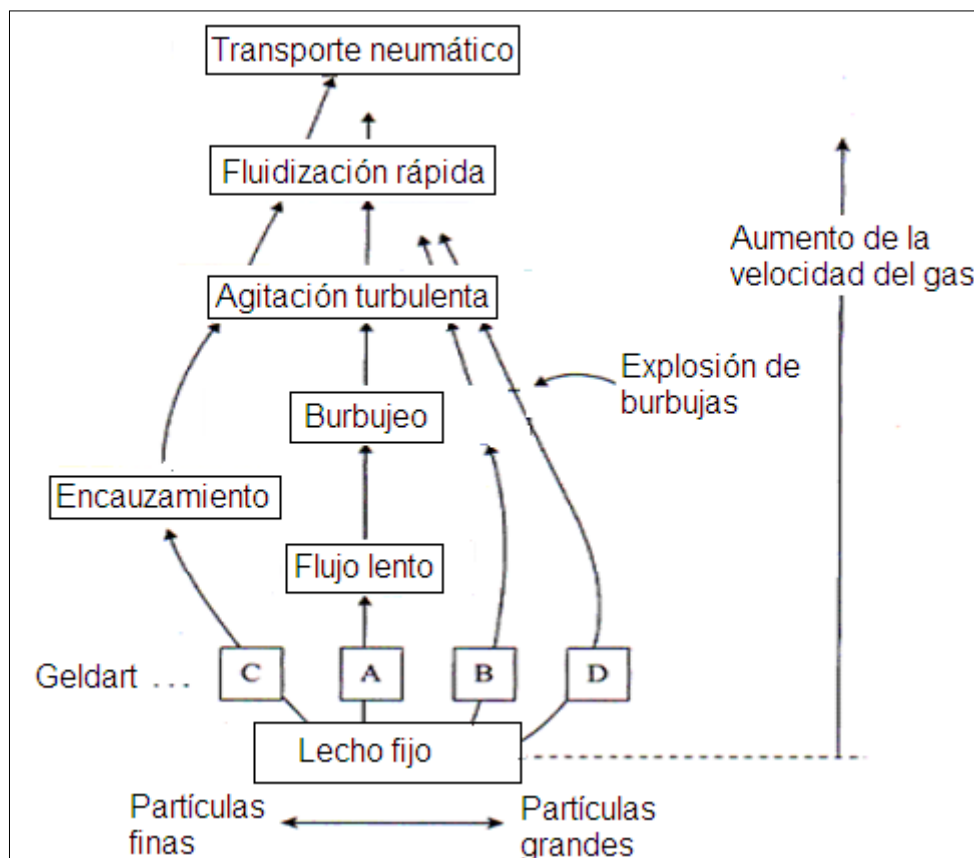 Transporte neumático
Fluidización rápida
Aumento de la
velocidad del gas
Agitación turbulenta
Explosión de
burbujas
Burbujeo
Encauzamiento
Flujo lento
Geldart ... C A B D
Lecho fijo
Partículas
finas
Partículas
grandes